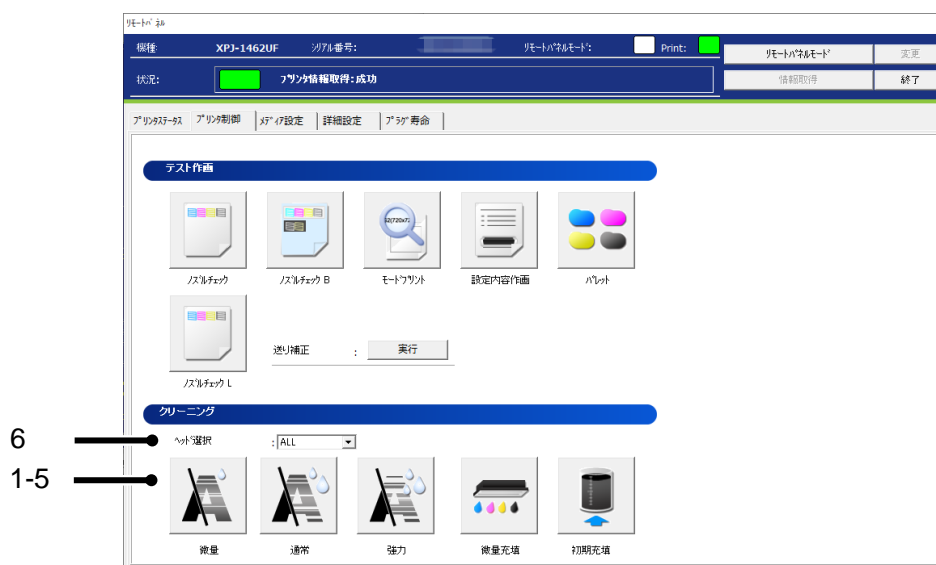 リモートパネル
機種: XPJ-1462UF シリアル番号: リモートパネルモード: Print: リモートパネルモード 変更
状況: プリンタ情報取得:成功 情報取得 終了
プリンタステータス プリンタ制御 メディア設定 詳細設定 プラグ寿命
テスト作画
ノズルチェック ノズルチェック B モードプリント 設定内容作画 パレット
ノズルチェック L
送り補正 : 実行
クリーニング
6 ヘッド選択 : ALL
1-5
微量 通常 強力 微量充填 初期充填